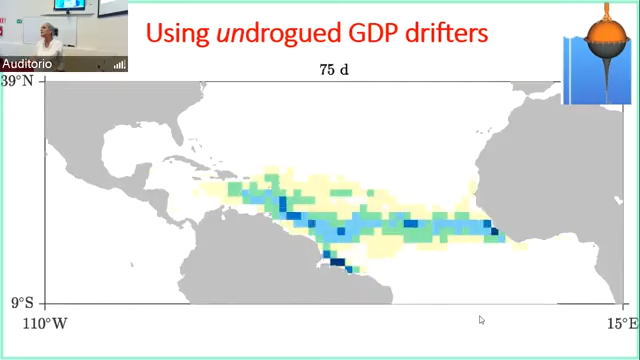 Using undrogued GDP drifters
Auditorio
75 d
39°N
9°S
110°W
15°E